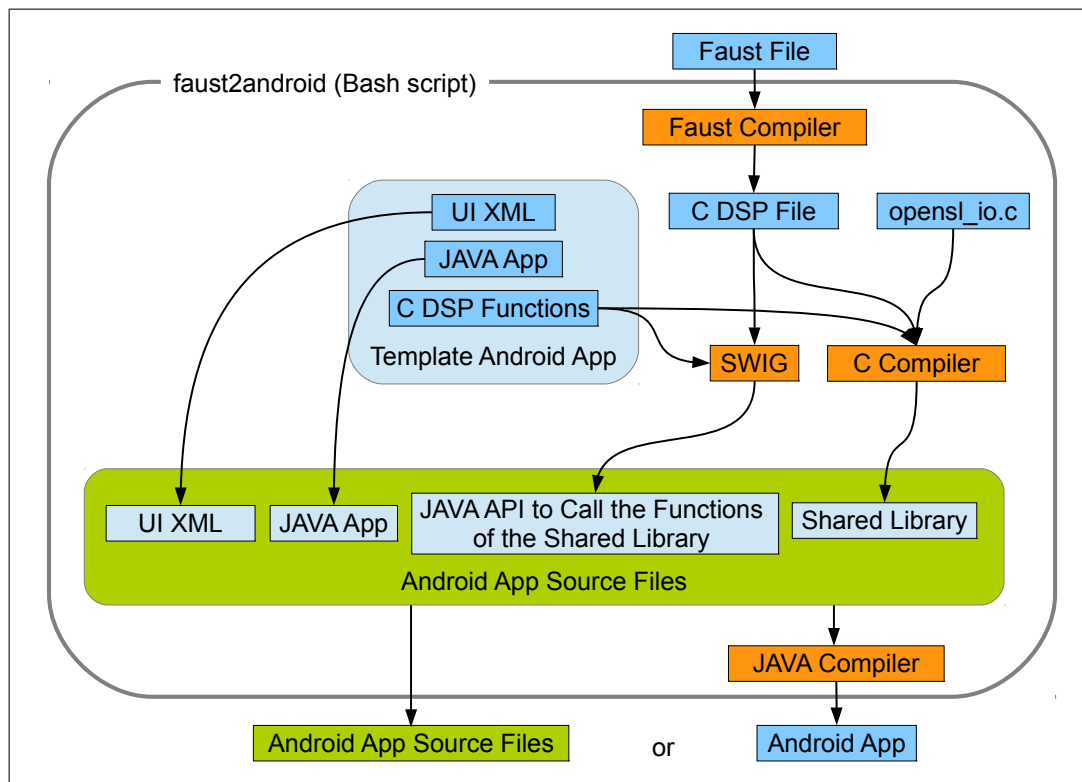 Faust File
faust2android (Bash script)
Faust Compiler
UI XML
C DSP File
opensl_io.c
JAVA App
C DSP Functions
Template Android App
SWIG
C Compiler
UI XML
JAVA App
JAVA API to Call the Functions
of the Shared Library
Shared Library
Android App Source Files
JAVA Compiler
Android App Source Files
or
Android App